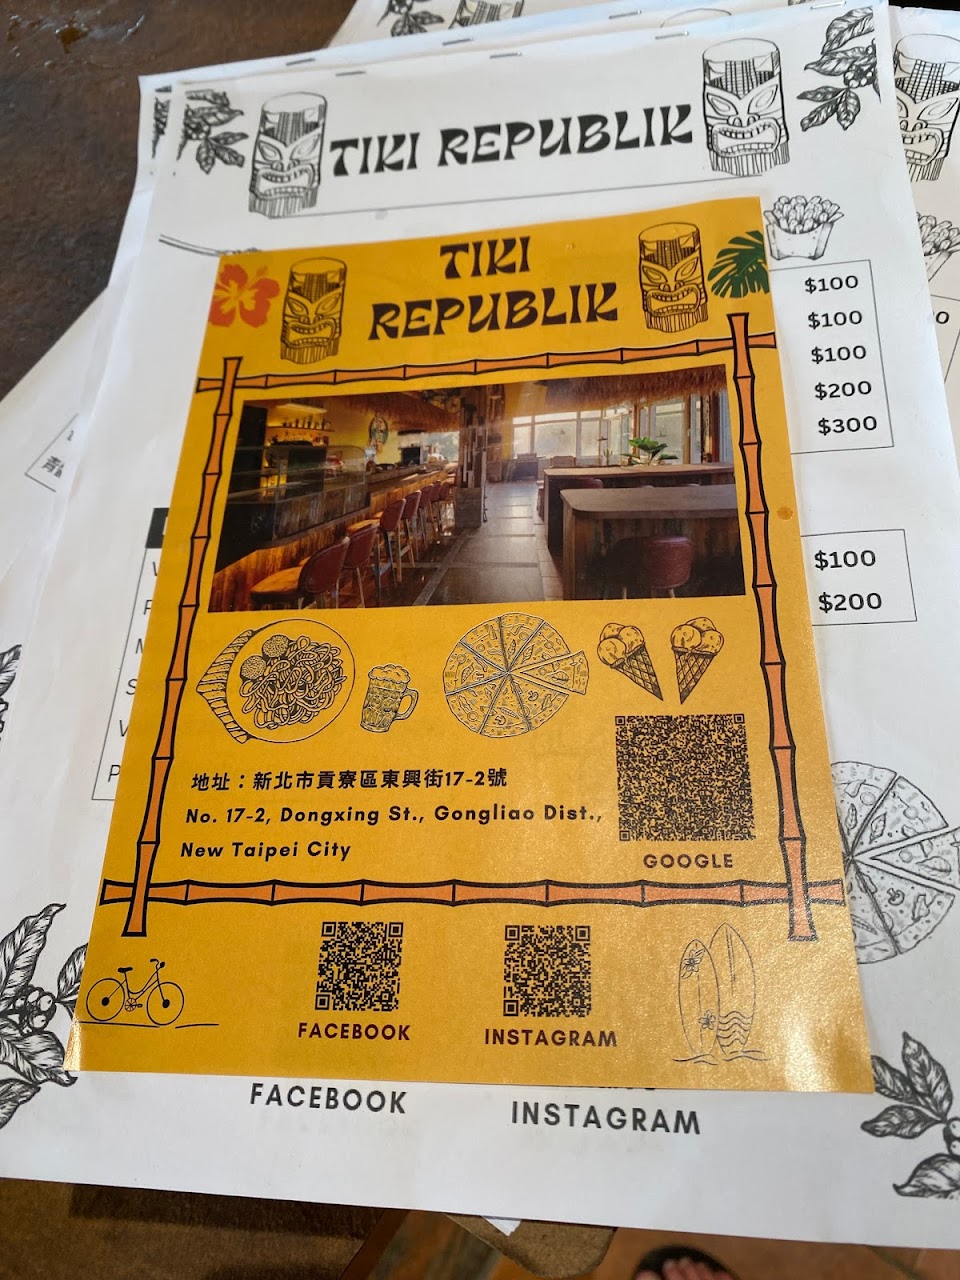 TIKI REPUBLIK
TIKI
REPUBLIK
$100
$100
$100
$200
$300
$100
$200
地址：新北市貢寮區東興街17-2號
No. 17-2, Dongxing St., Gongliao Dist.,
New Taipei City
GOOGLE
FACEBOOK
INSTAGRAM
FACEBOOK
INSTAGRAM